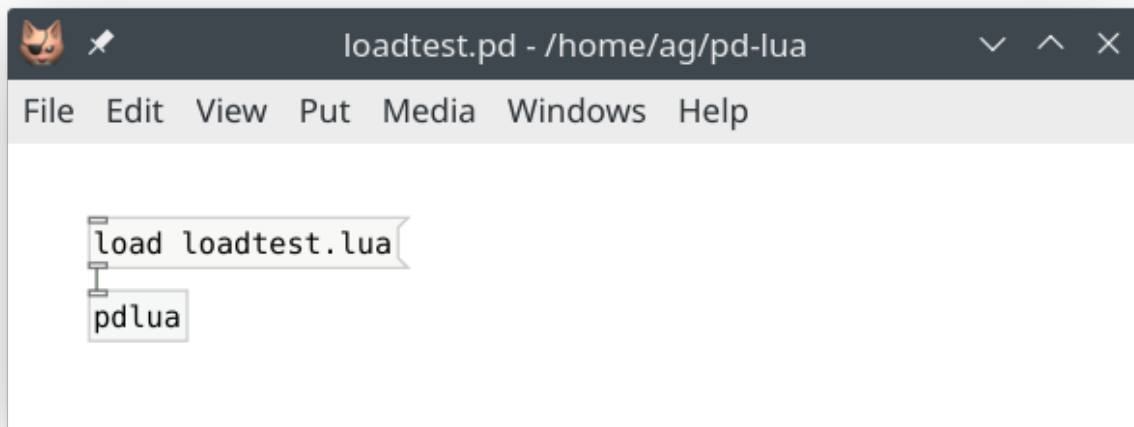 loadtest.pd - /home/ag/pd-lua
File Edit View Put Media Windows Help
load loadtest.lua
pdlua